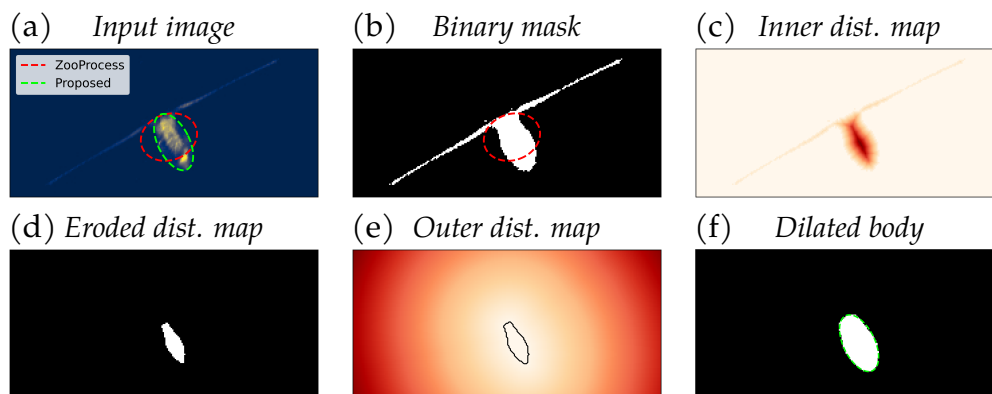 (a) Input image
(b) Binary mask
(c) Inner dist. map
ZooProcess
Proposed
(d) Eroded dist. map
(e) Outer dist. map
(f) Dilated body